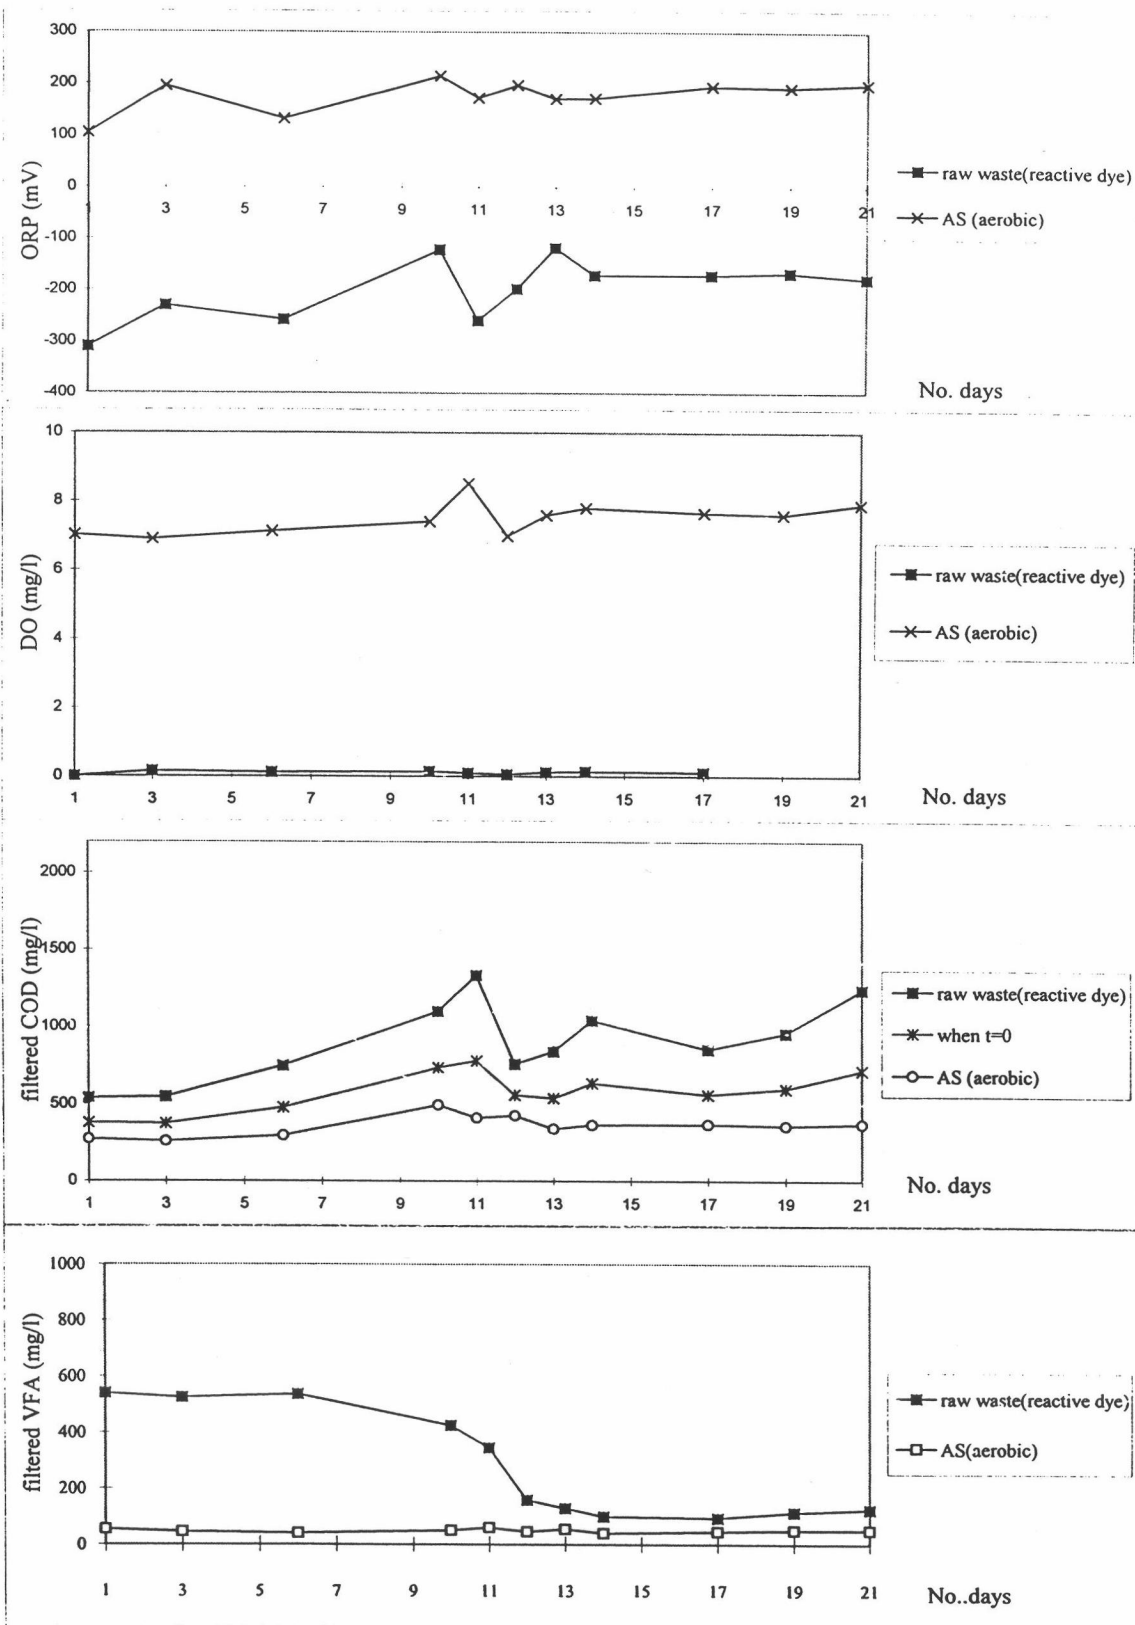 300
200
100
0
-100
-200
-300
-400
ORP (mV)
1 3 5 7 9 11 13 15 17 19 21
raw waste(reactive dye)
AS (aerobic)
No. days
10
8
6
4
2
0
DO (mg/l)
1 3 5 7 9 11 13 15 17 19 21
raw waste(reactive dye)
AS (aerobic)
No. days
2000
1500
1000
500
0
filtered COD (mg/l)
1 3 5 7 9 11 13 15 17 19 21
raw waste(reactive dye)
when t=0
AS (aerobic)
No. days
1000
800
600
400
200
0
filtered VFA (mg/l)
1 3 5 7 9 11 13 15 17 19 21
raw waste(reactive dye)
AS(aerobic)
No..days